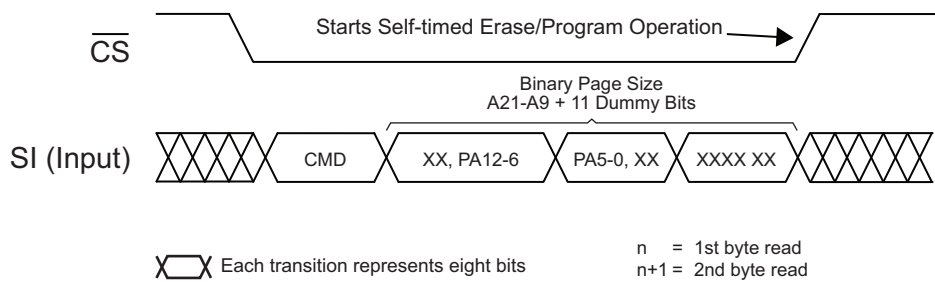 Starts Self-timed Erase/Program Operation
CS
Binary Page Size
A21-A9 + 11 Dummy Bits
SI (Input)
CMD
XX, PA12-6
PA5-0, XX
XXXX XX
Each transition represents eight bits
n = 1st byte read
n+1 = 2nd byte read